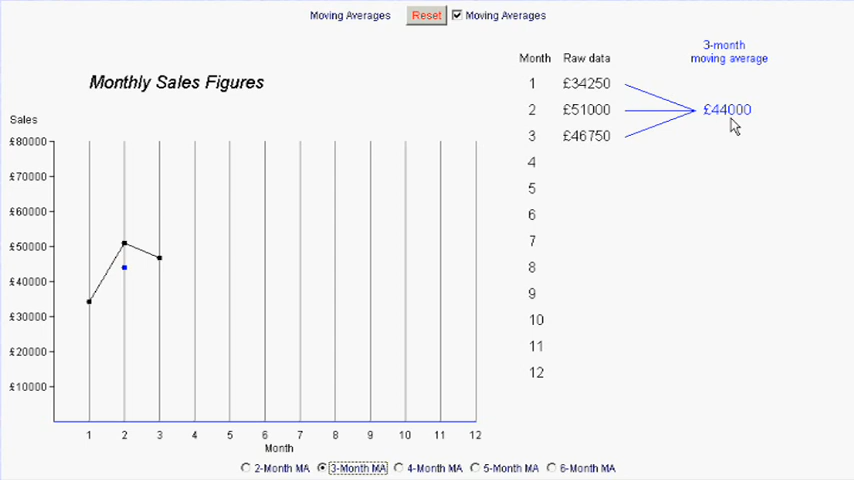 Moving Averages Reset Moving Averages
3-month
moving average
Month Raw data
1 £34250
2 £51000 £44000
3 £46750
4
5
6
7
8
9
10
11
12
Monthly Sales Figures
Sales
£80000
£70000
£60000
£50000
£40000
£30000
£20000
£10000
1 2 3 4 5 6 7 8 9 10 11 12
Month
2-Month MA 3-Month MA 4-Month MA 5-Month MA 6-Month MA